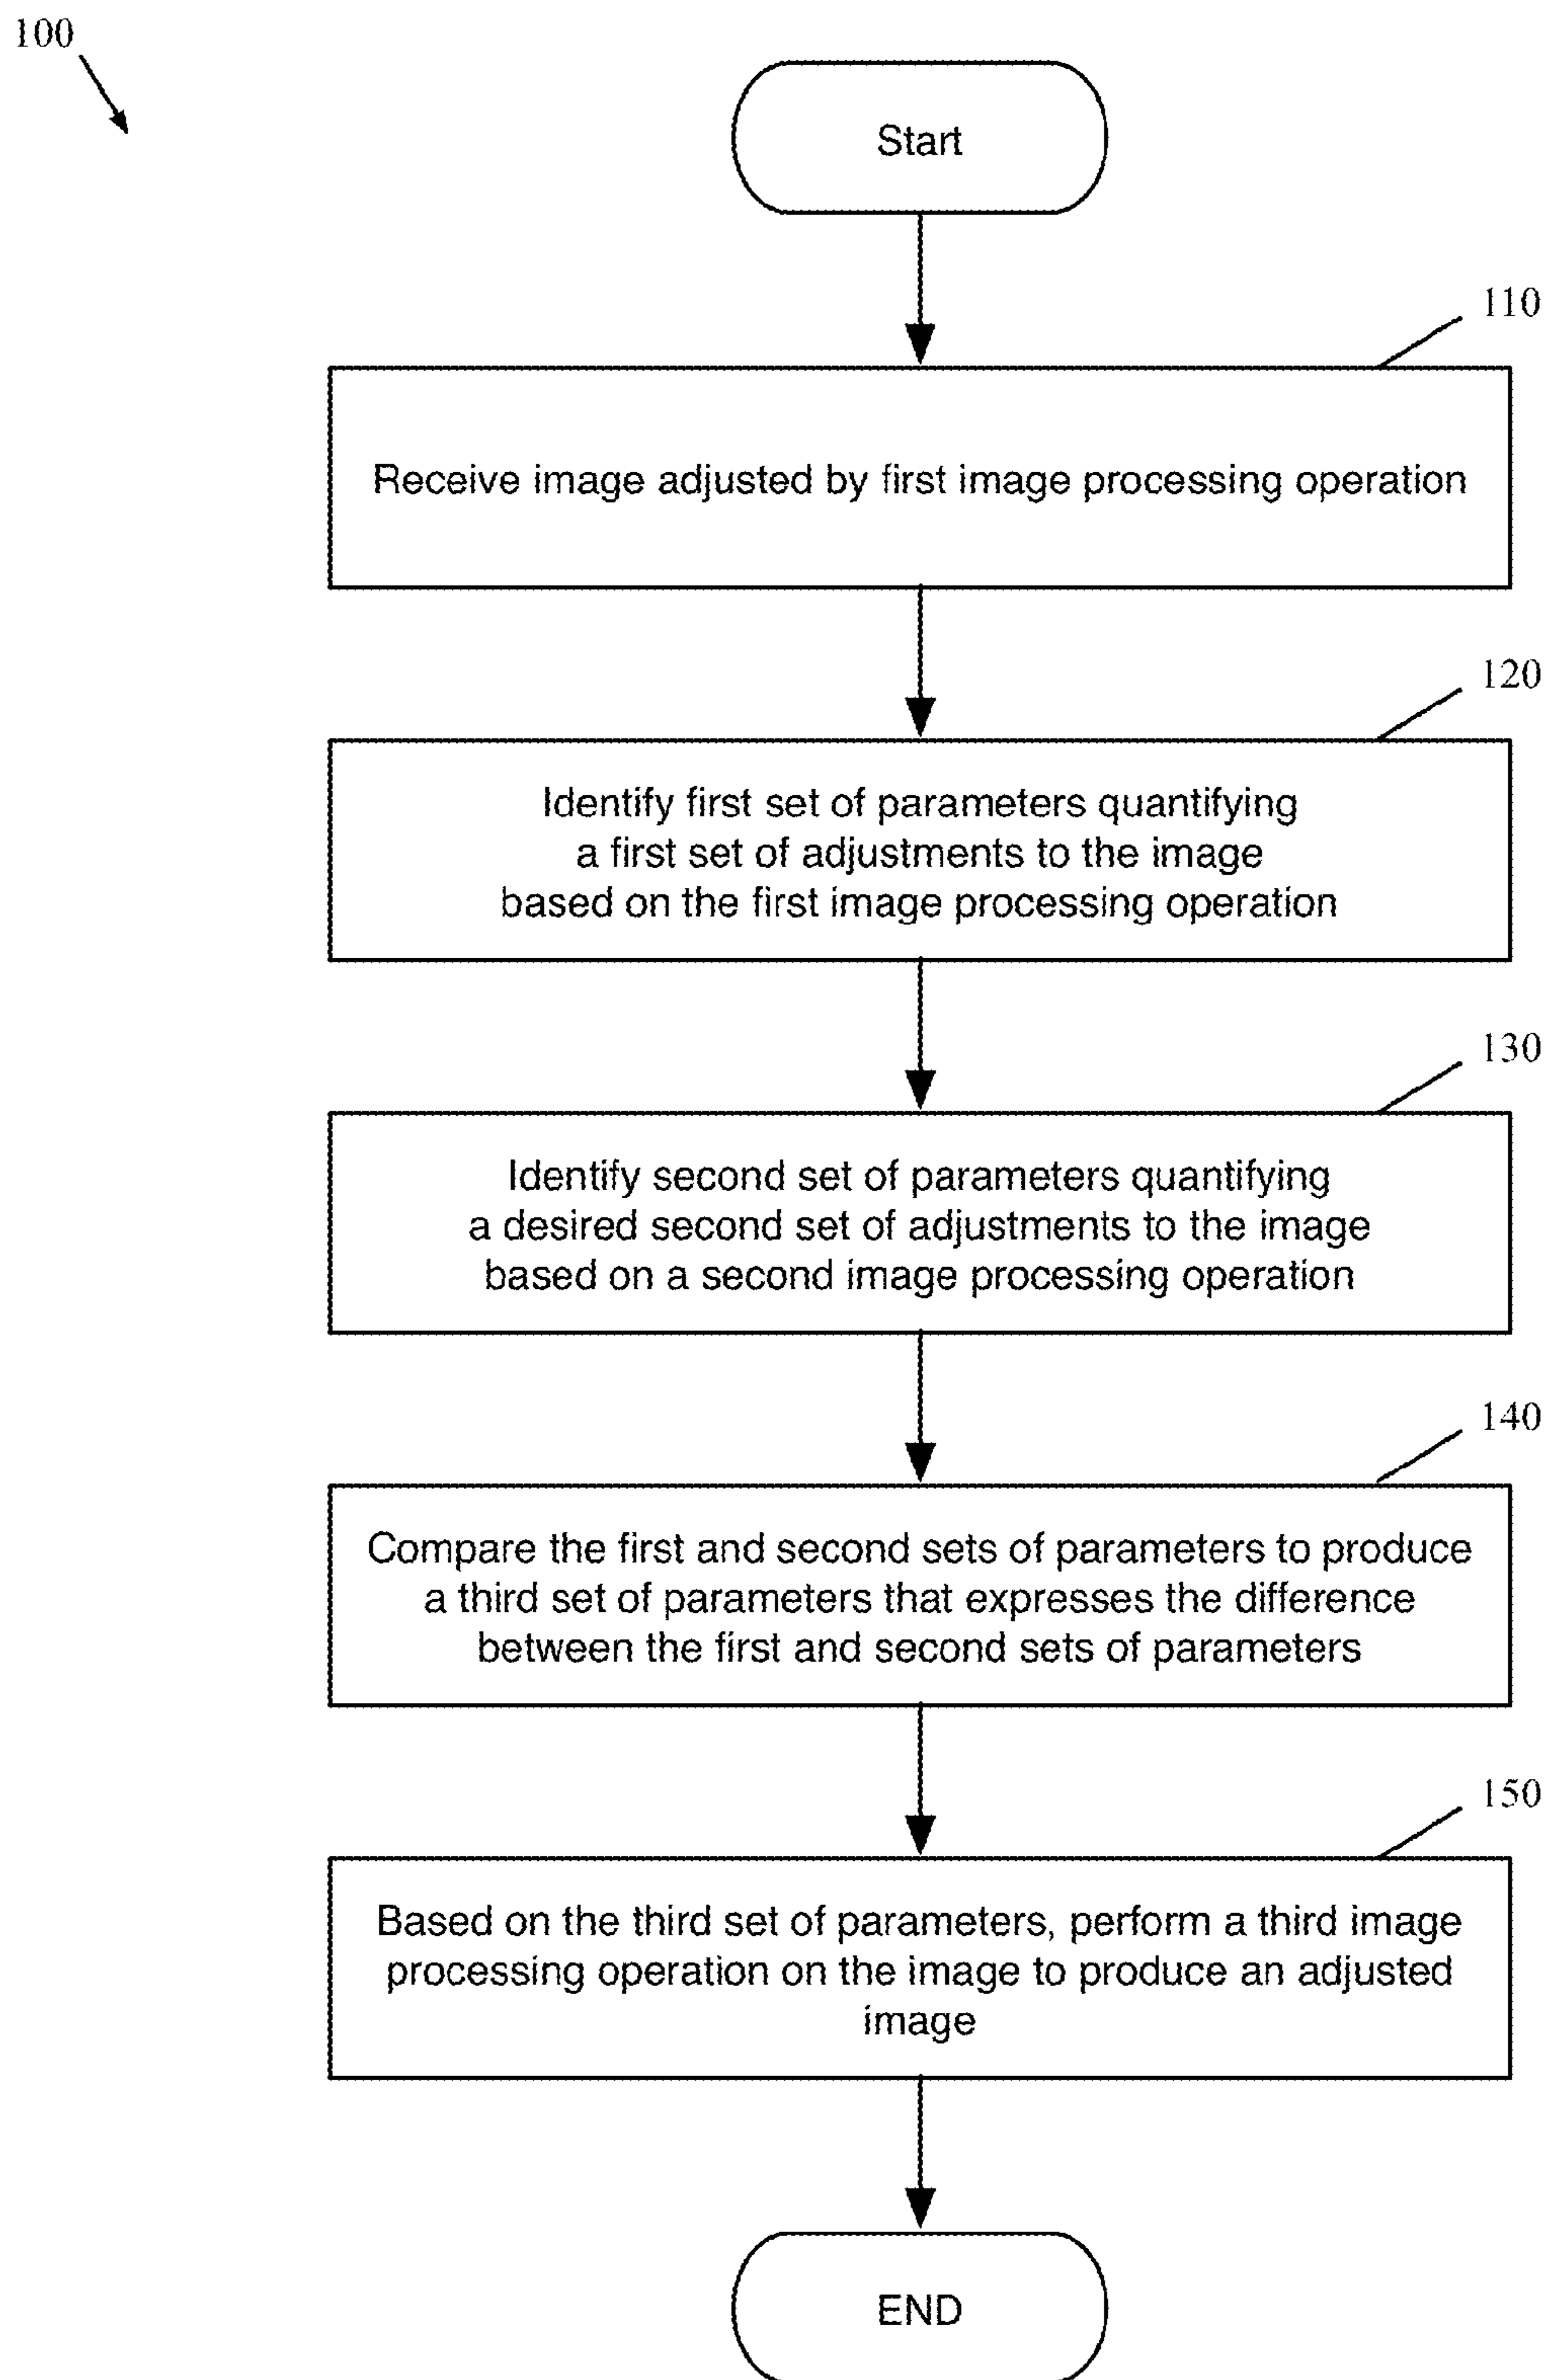 100
Start
110
Receive image adjusted by first image processing operation
120
Identify first set of parameters quantifying
a first set of adjustments to the image
based on the first image processing operation
130
Identify second set of parameters quantifying
a desired second set of adjustments to the image
based on a second image processing operation
140
Compare the first and second sets of parameters to produce
a third set of parameters that expresses the difference
between the first and second sets of parameters
150
Based on the third set of parameters, perform a third image
processing operation on the image to produce an adjusted
image
END